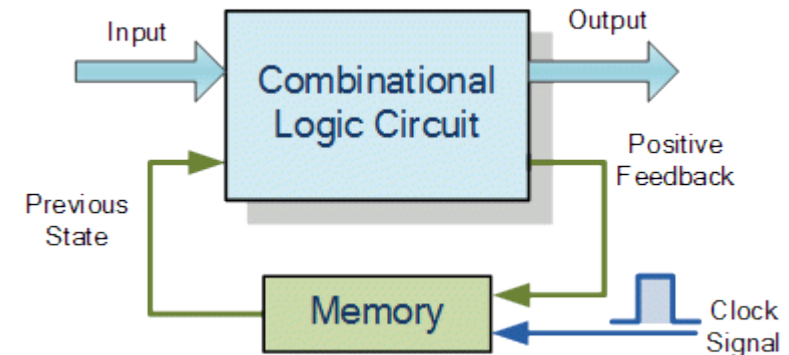 Input
Output
Combinational
Logic Circuit
Positive
Feedback
Previous
State
Memory
Clock
Signal